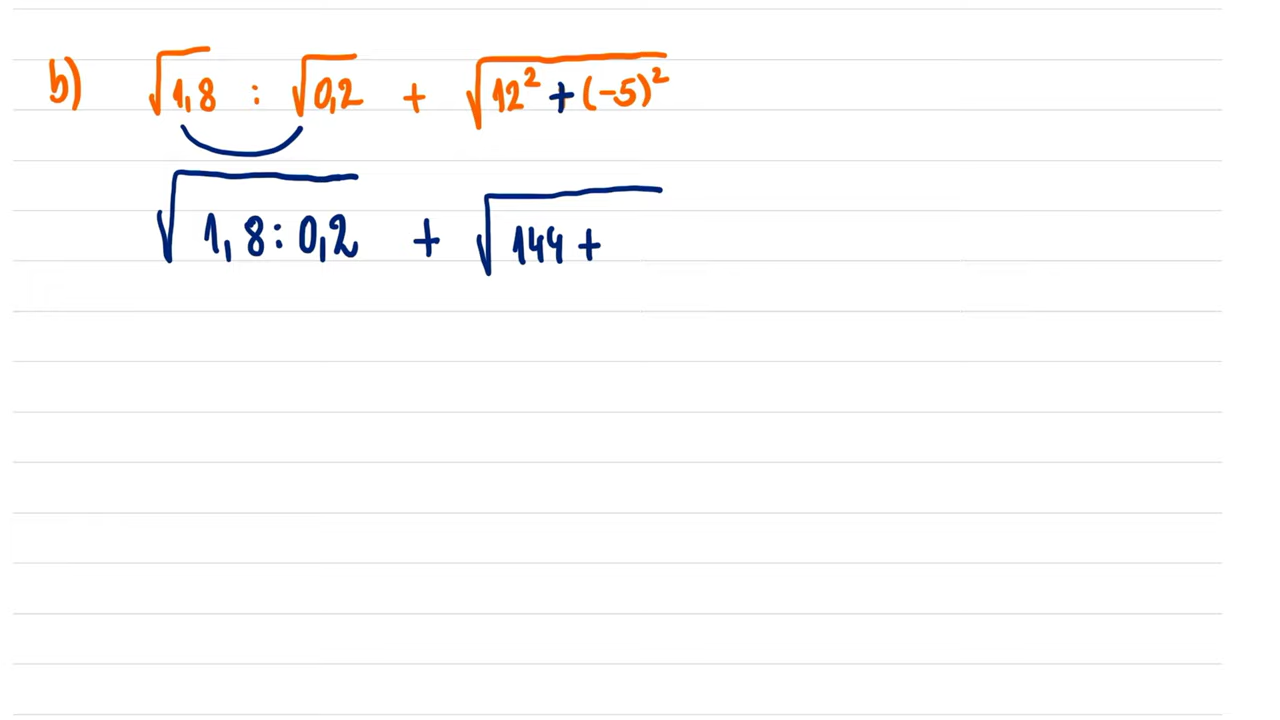 b) √1,8 : √0,2 + √12² + (-5)²
√1,8 : 0,2 + √144 +